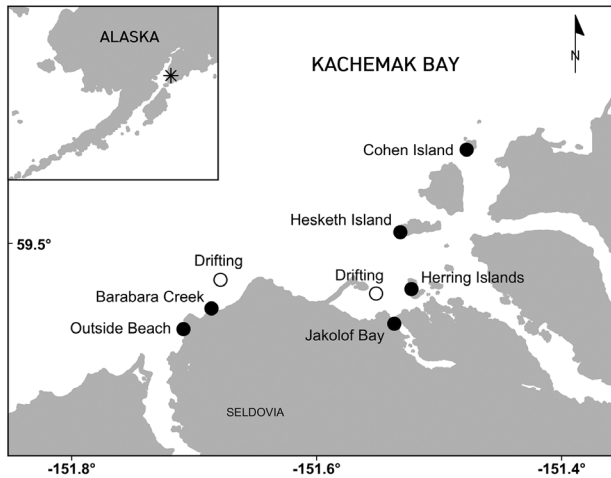 ALASKA
KACHEMAK BAY
N
Cohen Island
Hesketh Island
59.5°
Drifting
Drifting
Herring Islands
Barabara Creek
Outside Beach
Jakolof Bay
SELDOVIA
-151.8°
-151.6°
-151.4°